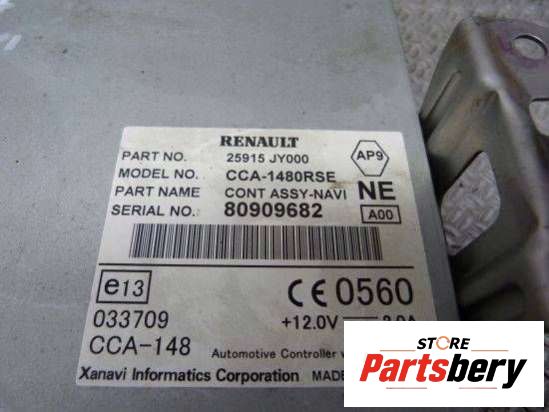 RENAULT
PART NO. 25915 JY000 AP9
MODEL NO. CCA-1480RSE
PART NAME CONT ASSY-NAVI NE
SERIAL NO. 80909682 A00
e13 CE 0560
033709 +12.0V
CCA-148 Automotive Controller
Xanavi Informatics Corporation MADE
STORE
Partsbery